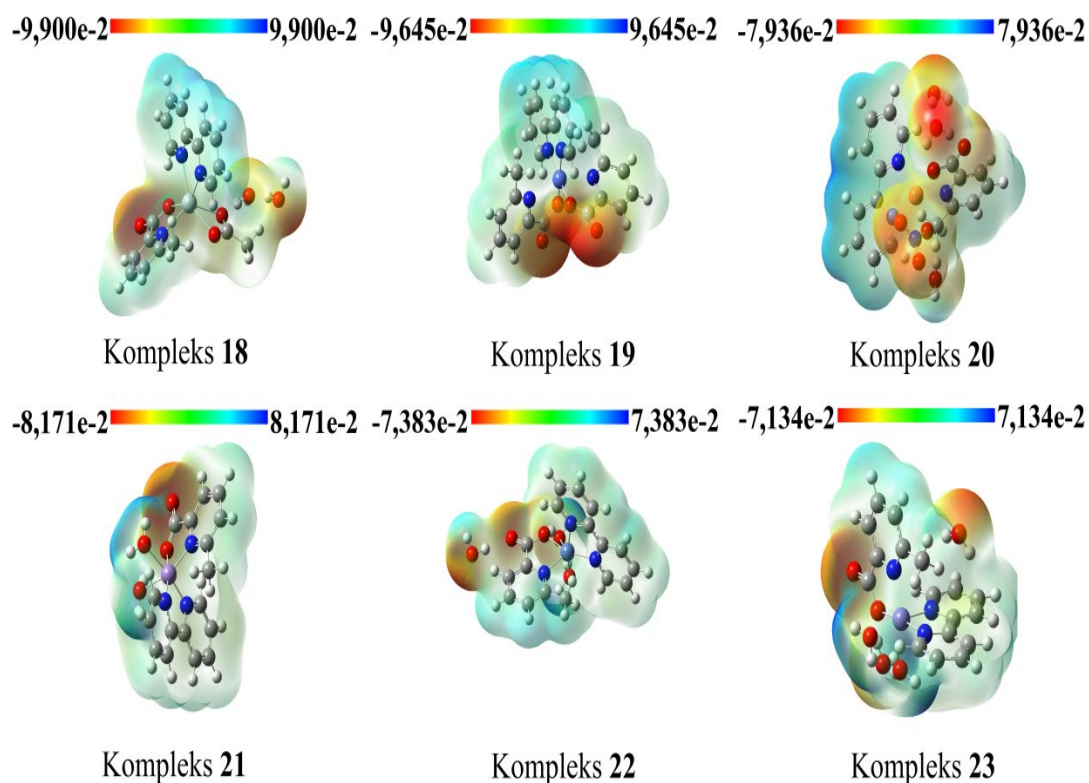 -9,900e-2 9,900e-2 -9,645e-2 9,645e-2 -7,936e-2 7,936e-2
Kompleks 18 Kompleks 19 Kompleks 20
-8,171e-2 8,171e-2 -7,383e-2 7,383e-2 -7,134e-2 7,134e-2
Kompleks 21 Kompleks 22 Kompleks 23